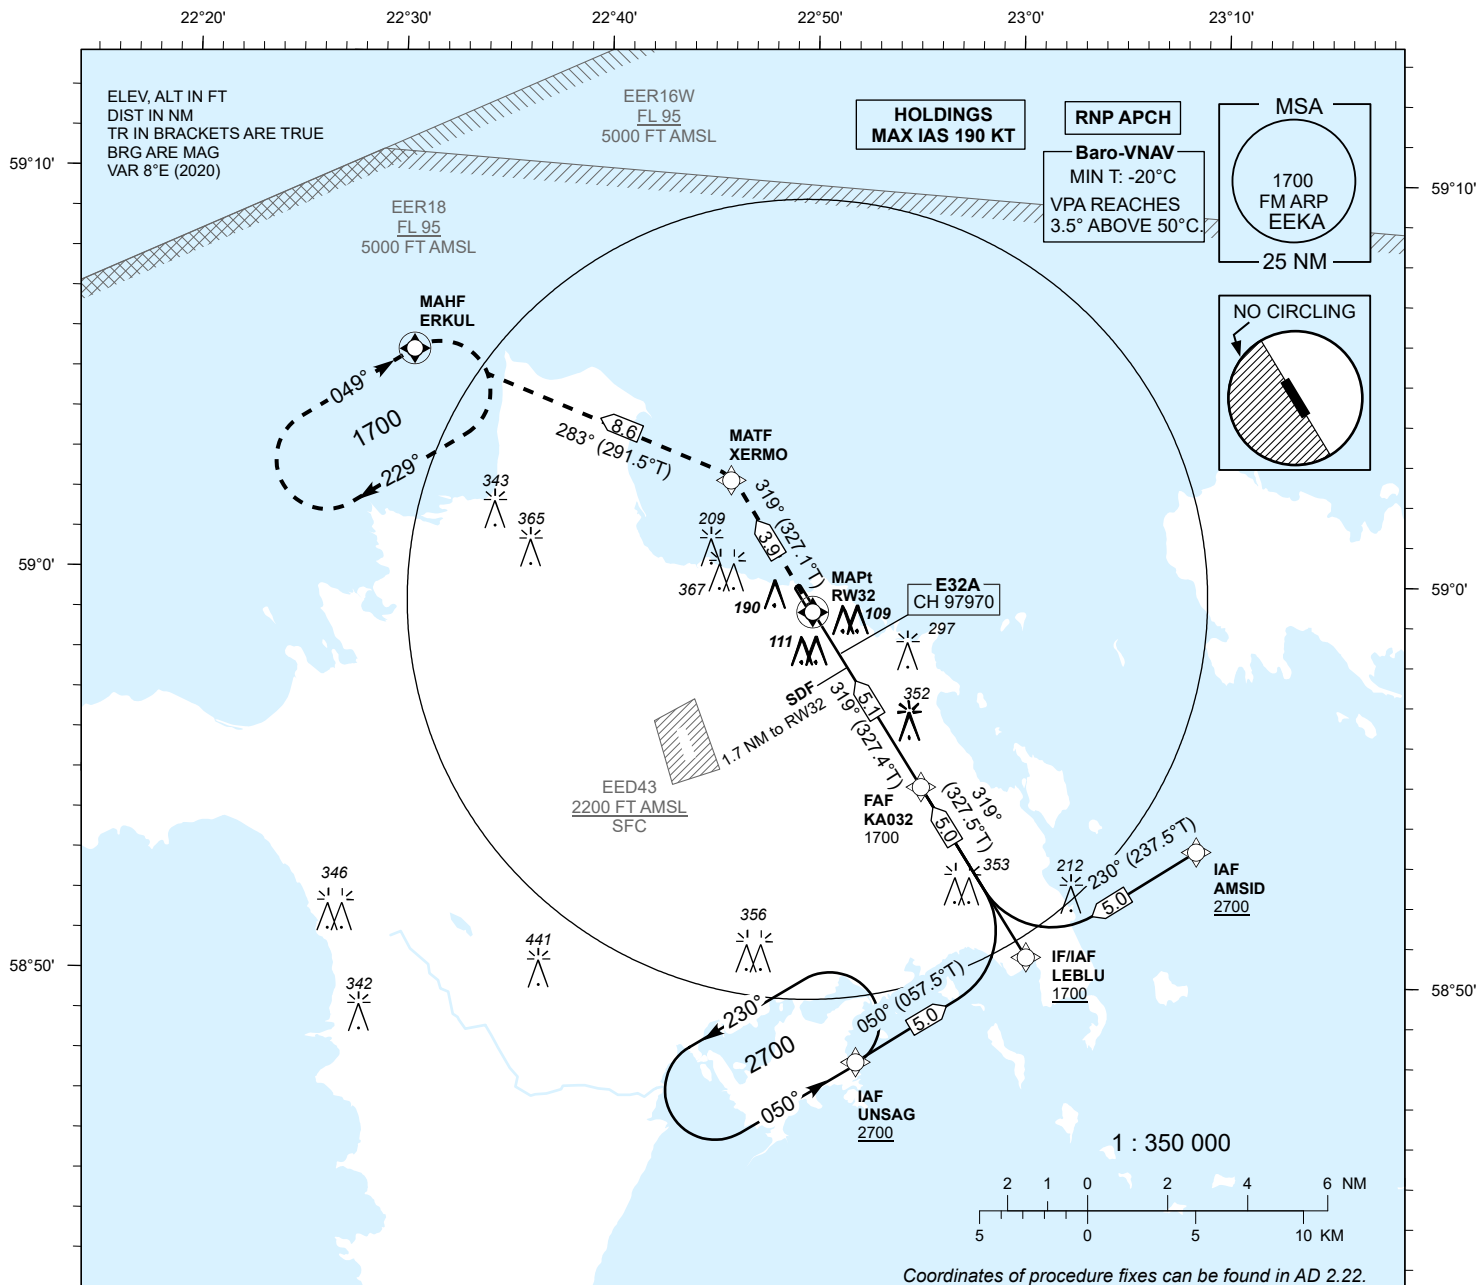 22°20'
22°30'
22°40'
22°50'
23°0'
23°10'
59°10'
59°10'
59°0'
59°0'
58°50'
58°50'
ELEV, ALT IN FT
DIST IN NM
TR IN BRACKETS ARE TRUE
BRG ARE MAG
VAR 8°E (2020)
EER16W
FL 95
5000 FT AMSL
HOLDINGS
MAX IAS 190 KT
RNP APCH
Baro-VNAV
MIN T: -20°C
VPA REACHES
3.5° ABOVE 50°C.
MSA
1700
FM ARP
EEKA
25 NM
NO CIRCLING
EER18
FL 95
5000 FT AMSL
MAHF
ERKUL
049°
1700
229°
8.6
283° (291.5°T)
MATF
XERMO
319° (327.1°T)
3.9
343
365
209
367
190
MAPt
RW32
109
111
E32A
CH 97970
297
352
SDF
1.7 NM to RW32
5.1
319° (327.4°T)
EED43
2200 FT AMSL
SFC
FAF
KA032
1700
319°
(327.5°T)
5.0
353
212
230° (237.5°T)
5.0
IAF
AMSID
2700
346
356
441
342
IF/IAF
LEBLU
1700
050° (057.5°T)
5.0
230°
2700
050°
IAF
UNSAG
2700
1 : 350 000
2 1 0 2 4 6 NM
5 0 5 10 KM
Coordinates of procedure fixes can be found in AD 2.22.